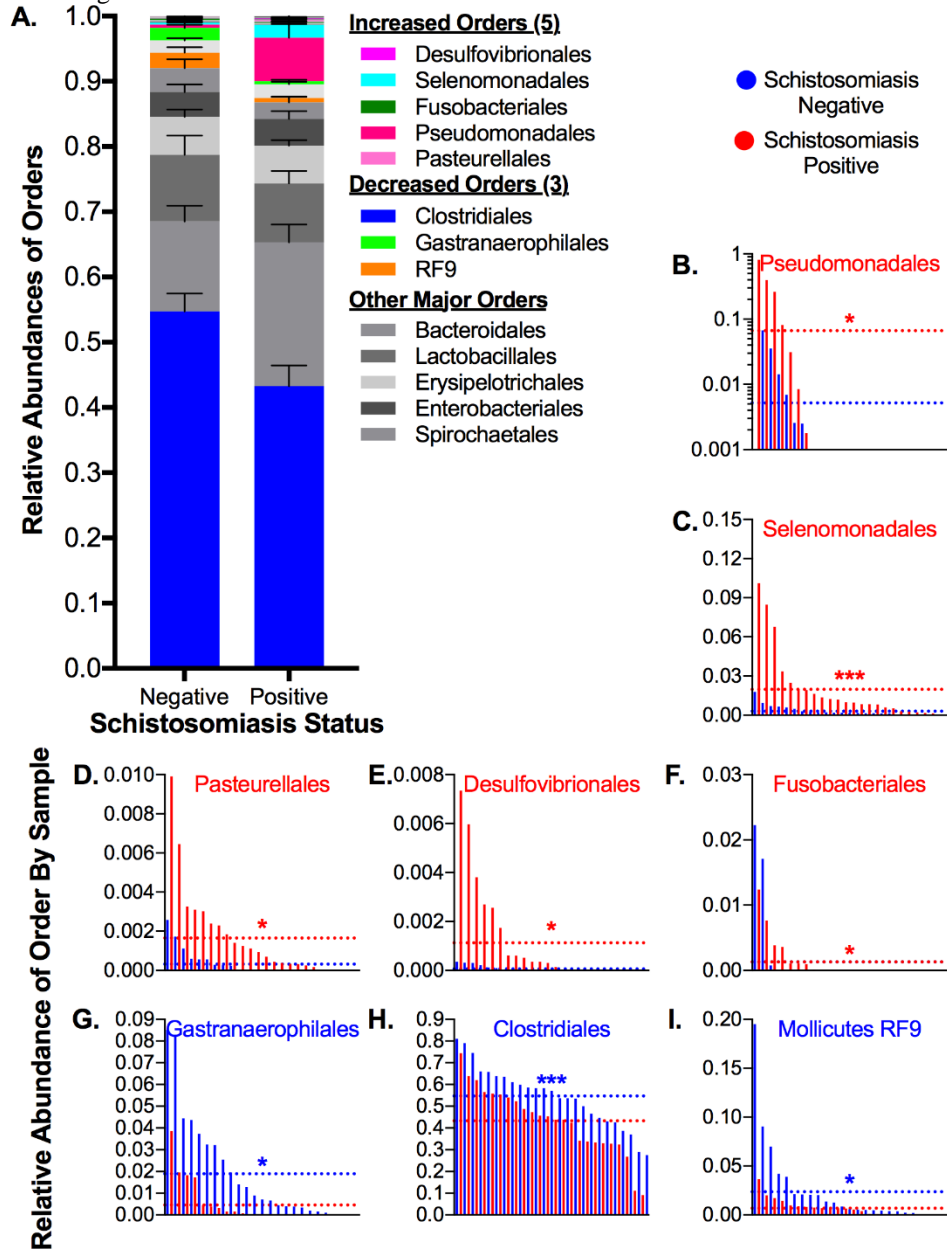 A.
Relative Abundances of Orders
1.0
0.9
0.8
0.7
0.6
0.5
0.4
0.3
0.2
0.1
0.0
Negative Positive
Schistosomiasis Status
Increased Orders (5)
Desulfovibrionales
Selenomonadales
Fusobacteriales
Pseudomonadales
Pasteurellales
Decreased Orders (3)
Clostridiales
Gastranaerophilales
RF9
Other Major Orders
Bacteroidales
Lactobacillales
Erysipelotrichales
Enterobacteriales
Spirochaetales
Schistosomiasis
Negative
Schistosomiasis
Positive
B.
Pseudomonadales
1
0.1
0.01
0.001
*
C.
Selenomonadales
0.15
0.12
0.09
0.06
0.03
0.00
***
Relative Abundance of Order By Sample
D.
Pasteurellales
0.010
0.008
0.006
0.004
0.002
0.000
*
E.
Desulfovibrionales
0.008
0.006
0.004
0.002
0.000
*
F.
Fusobacteriales
0.03
0.02
0.01
0.00
*
G.
Gastranaerophilales
0.09
0.08
0.07
0.06
0.05
0.04
0.03
0.02
0.01
0.0
*
H.
Clostridiales
0.9
0.8
0.7
0.6
0.5
0.4
0.3
0.2
0.1
0.0
***
I.
Mollicutes RF9
0.20
0.15
0.10
0.05
0.00
*